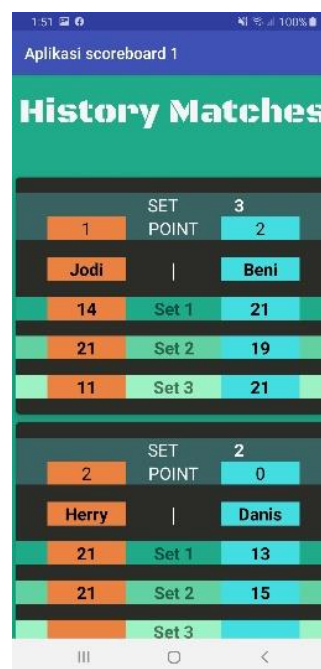 1:51 100%
Aplikasi scoreboard 1
History Matches
SET 3
1 POINT 2
Jodi | Beni
14 Set 1 21
21 Set 2 19
11 Set 3 21
SET 2
2 POINT 0
Herry | Danis
21 Set 1 13
21 Set 2 15
Set 3